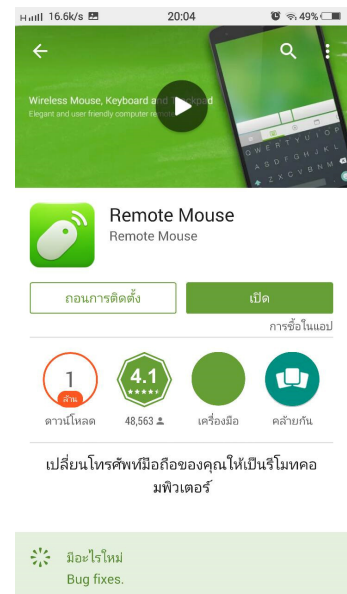 H 16.6k/s 20:04 49%
Wireless Mouse, Keyboard and Trackpad
Elegant and user friendly computer remote
Q W E R T Y U I O P
A S D F G H J K L
Z X C V B N M
Remote Mouse
Remote Mouse
ถอนการติดตั้ง เปิด
การซื้อในแอป
1 4.1
ล้าน
ดาวน์โหลด 48,563 เครื่องมือ คล้ายกัน
เปลี่ยนโทรศัพท์มือถือของคุณให้เป็นรีโมทคอ
มพิวเตอร์
มีอะไรใหม่
Bug fixes.